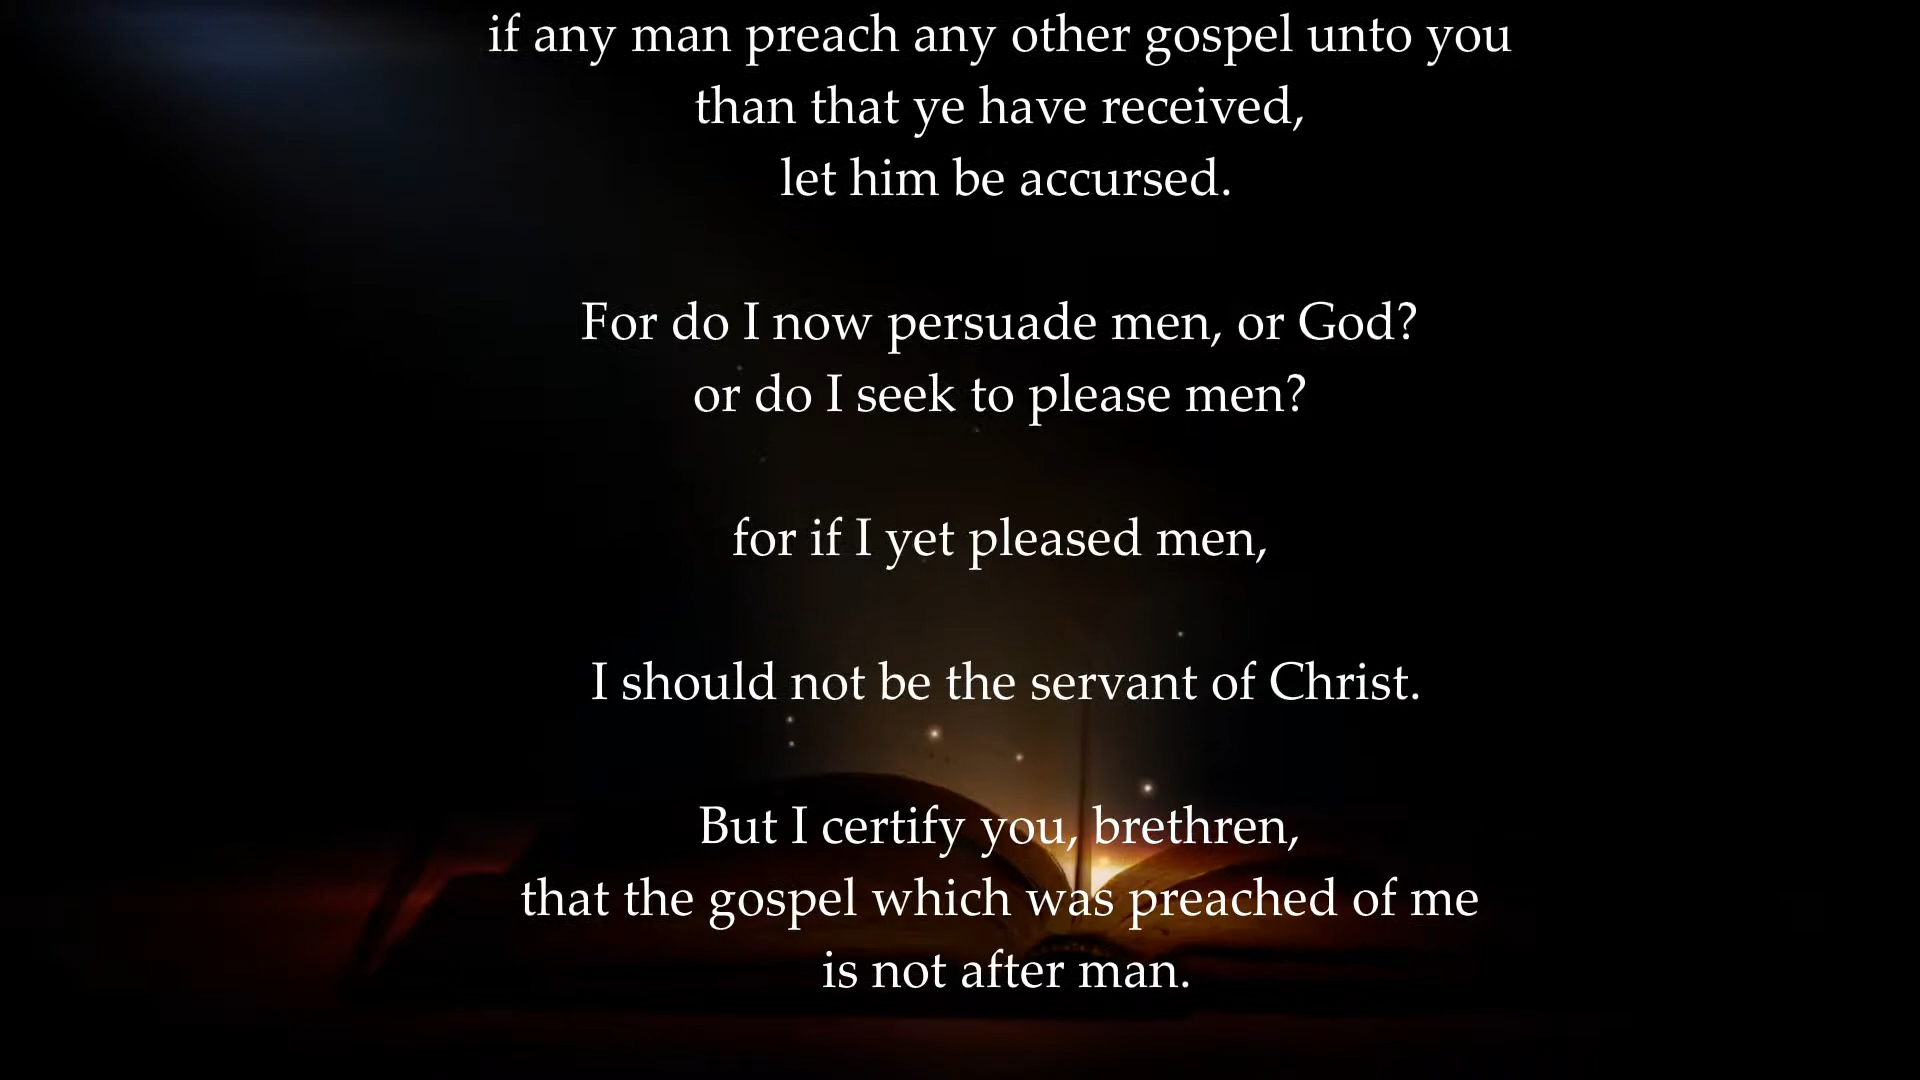 if any man preach any other gospel unto you
than that ye have received,
let him be accursed.
For do I now persuade men, or God?
or do I seek to please men?
for if I yet pleased men,
I should not be the servant of Christ.
But I certify you, brethren,
that the gospel which was preached of me
is not after man.